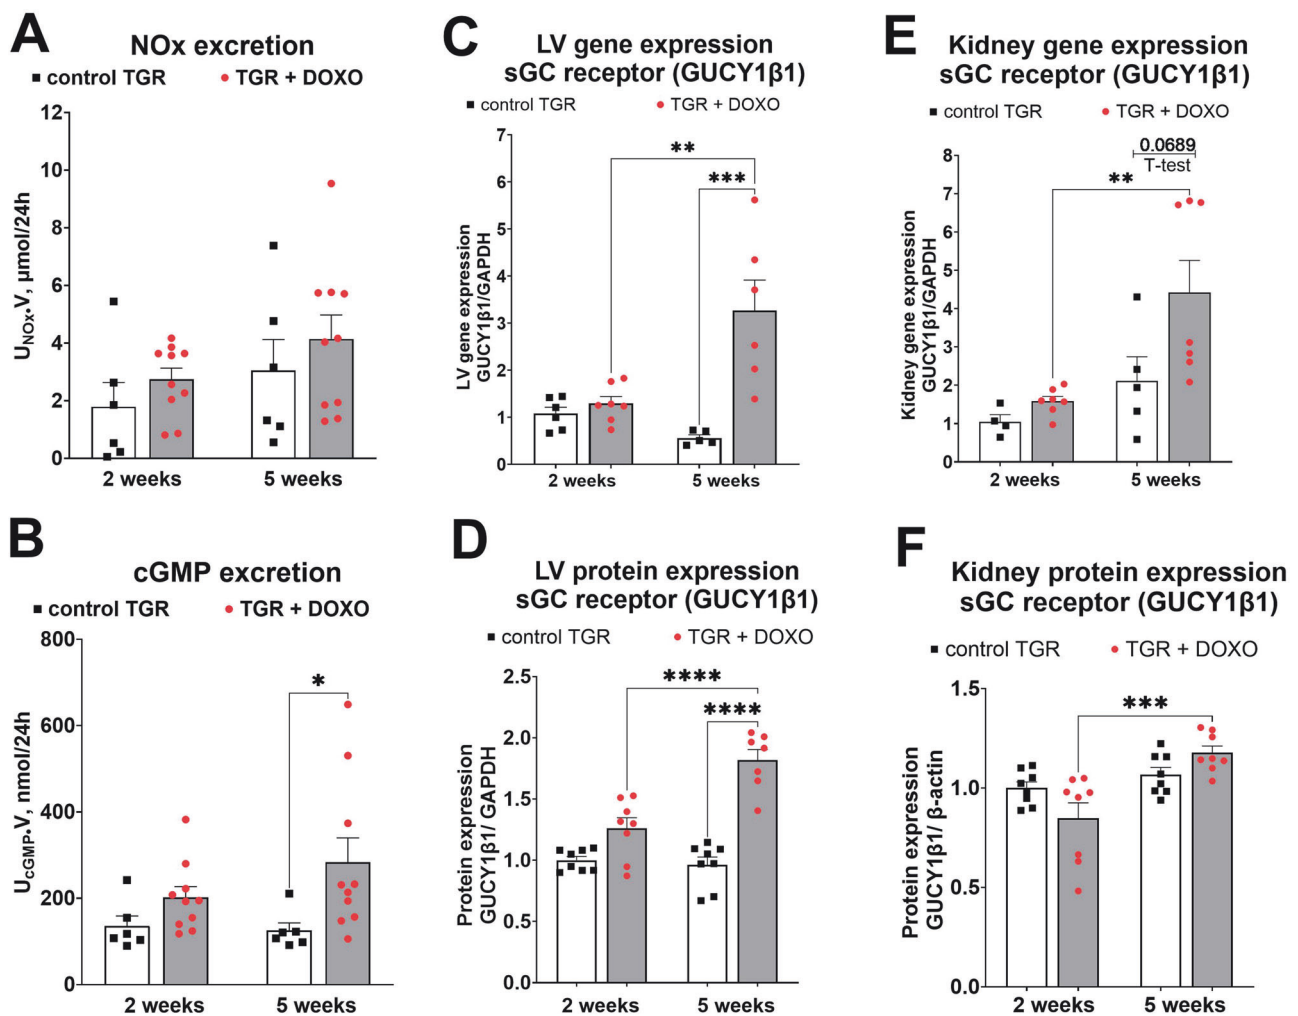 A
NOx excretion
control TGR
TGR + DOXO
UNOx•V, µmol/24h
12
10
8
6
4
2
0
2 weeks
5 weeks
B
cGMP excretion
control TGR
TGR + DOXO
UcGMP•V, nmol/24h
800
600
400
200
0
*
2 weeks
5 weeks
C
LV gene expression
sGC receptor (GUCY1β1)
control TGR
TGR + DOXO
LV gene expression
GUCY1β1/GAPDH
7
6
5
4
3
2
1
0
**
***
2 weeks
5 weeks
D
LV protein expression
sGC receptor (GUCY1β1)
control TGR
TGR + DOXO
Protein expression
GUCY1β1/ GAPDH
2.5
2.0
1.5
1.0
0.5
0.0
****
****
2 weeks
5 weeks
E
Kidney gene expression
sGC receptor (GUCY1β1)
control TGR
TGR + DOXO
Kidney gene expression
GUCY1β1/GAPDH
8
7
6
5
4
3
2
1
0
0.0689
T-test
**
2 weeks
5 weeks
F
Kidney protein expression
sGC receptor (GUCY1β1)
control TGR
TGR + DOXO
Protein expression
GUCY1β1/ β-actin
1.5
1.0
0.5
0.0
***
2 weeks
5 weeks